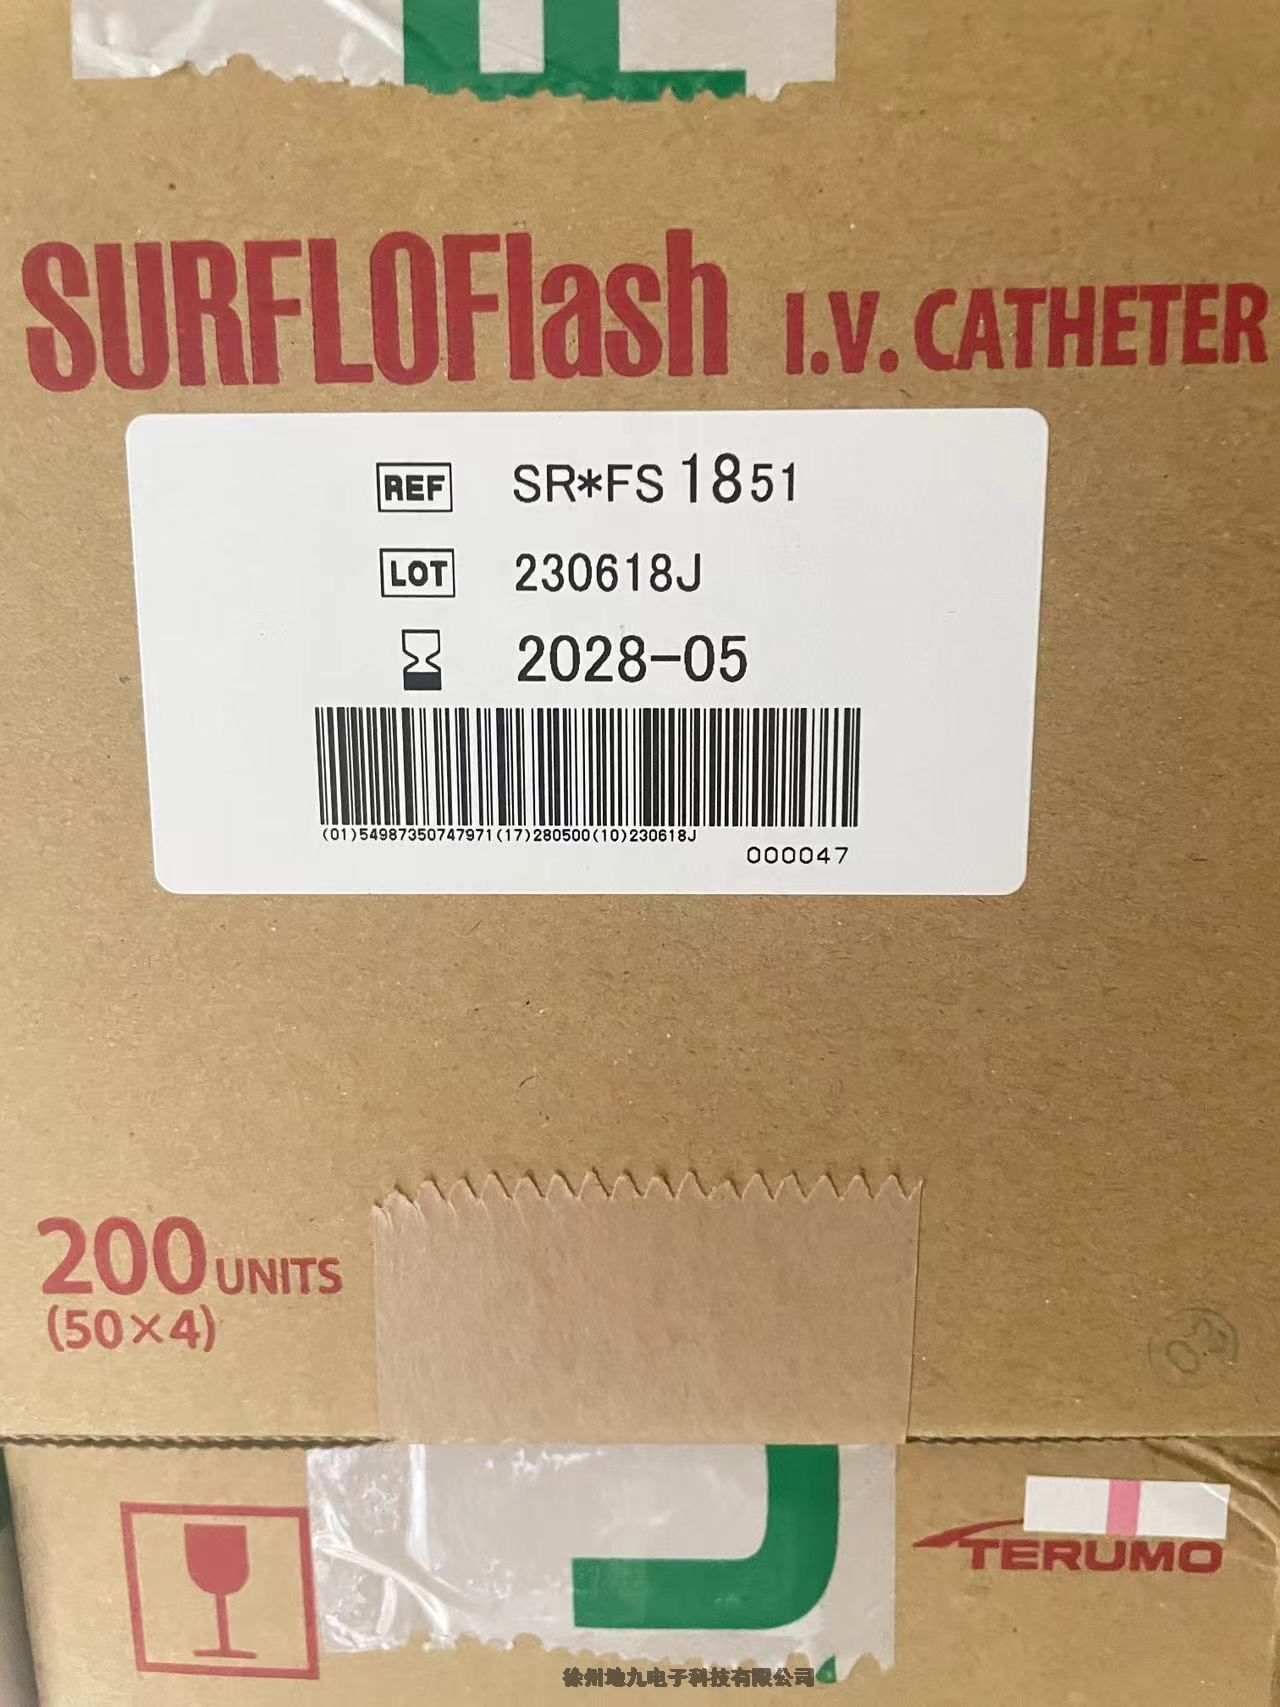 SURFLOFlash I.V. CATHETER
REF SR*FS 1851
LOT 230618J
2028-05
(01)54987350747971(17)280500(10)230618J
000047
200 UNITS
(50×4)
TERUMO
徐州地九电子科技有限公司